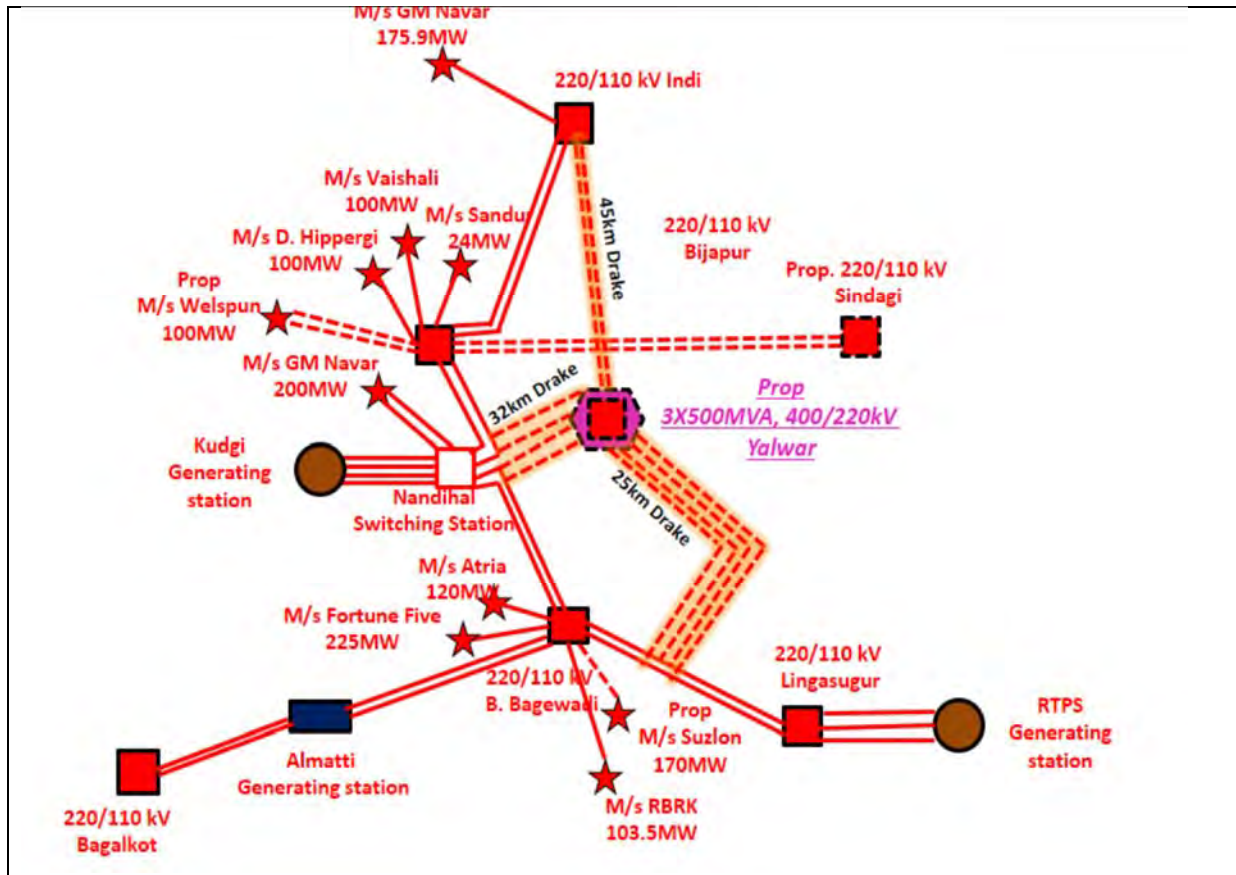 M/s GM Navar
175.9MW
220/110 kV Indi
M/s Vaishali
100MW
M/s Sandur
24MW
M/s D. Hippergi
100MW
Prop
M/s Welspun
100MW
M/s GM Navar
200MW
45km Drake
220/110 kV
Bijapur
Prop. 220/110 kV
Sindagi
32km Drake
Prop
3X500MVA, 400/220kV
Yalwar
Kudgi
Generating
station
Nandihal
Switching Station
25km Drake
M/s Atria
120MW
M/s Fortune Five
225MW
220/110 kV
B. Bagewadi
Prop
M/s Suzlon
170MW
220/110 kV
Lingasugur
RTPS
Generating
station
Almatti
Generating station
M/s RBRK
103.5MW
220/110 kV
Bagalkot